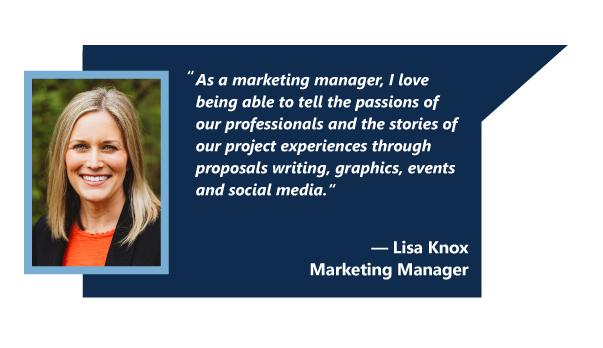 “As a marketing manager, I love
being able to tell the passions of
our professionals and the stories of
our project experiences through
proposals writing, graphics, events
and social media.”
— Lisa Knox
Marketing Manager